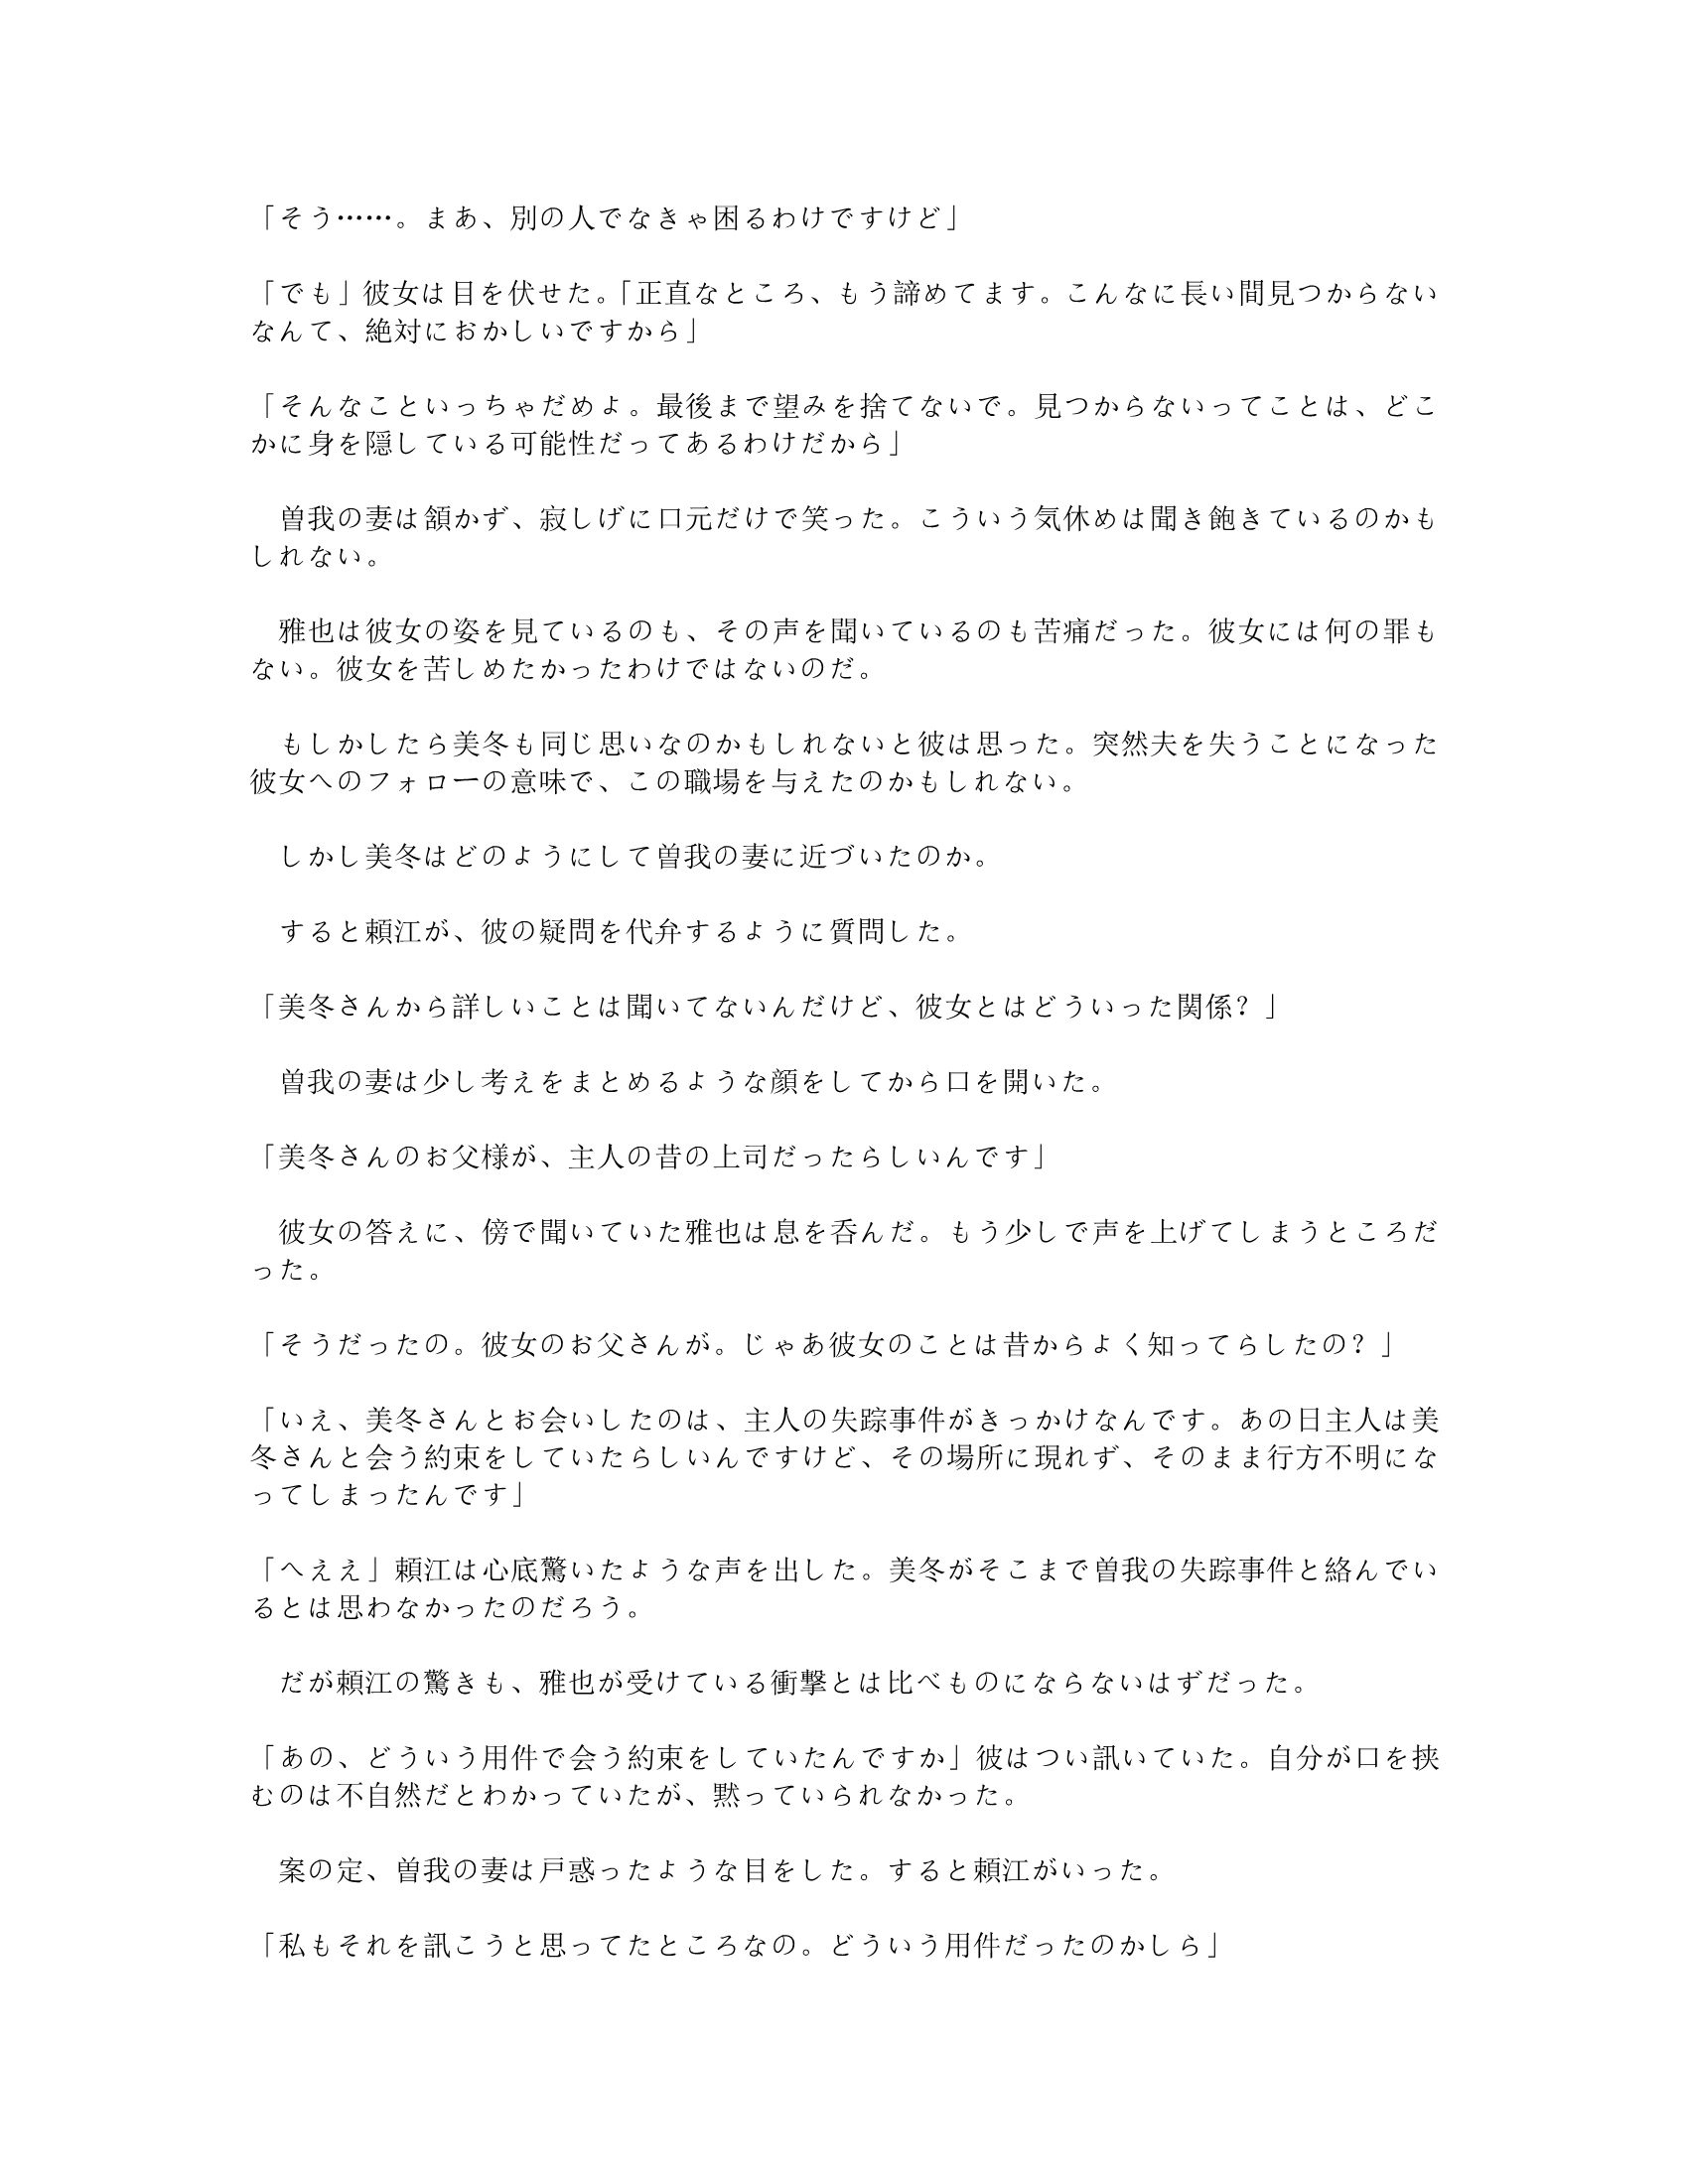 「そう……。まあ、別の人でなきゃ困るわけですけど」
「でも」彼女は目を伏せた。「正直なところ、もう諦めてます。こんなに長い間見つからない
なんて、絶対におかしいですから」
「そんなこといっちゃだめよ。最後まで望みを捨てないで。見つからないってことは、どこ
かに身を隠している可能性だってあるわけだから」
　曽我の妻は頷かず、寂しげに口元だけで笑った。こういう気休めは聞き飽きているのかも
しれない。
　雅也は彼女の姿を見ているのも、その声を聞いているのも苦痛だった。彼女には何の罪も
ない。彼女を苦しめたかったわけではないのだ。
　もしかしたら美冬も同じ思いなのかもしれないと彼は思った。突然夫を失うことになった
彼女へのフォローの意味で、この職場を与えたのかもしれない。
　しかし美冬はどのようにして曽我の妻に近づいたのか。
　すると頼江が、彼の疑問を代弁するように質問した。
「美冬さんから詳しいことは聞いてないんだけど、彼女とはどういった関係？」
　曽我の妻は少し考えをまとめるような顔をしてから口を開いた。
「美冬さんのお父様が、主人の昔の上司だったらしいんです」
　彼女の答えに、傍で聞いていた雅也は息を呑んだ。もう少しで声を上げてしまうところだ
った。
「そうだったの。彼女のお父さんが。じゃあ彼女のことは昔からよく知ってらしたの？」
「いえ、美冬さんとお会いしたのは、主人の失踪事件がきっかけなんです。あの日主人は美
冬さんと会う約束をしていたらしいんですけど、その場所に現れず、そのまま行方不明にな
ってしまったんです」
「へええ」頼江は心底驚いたような声を出した。美冬がそこまで曽我の失踪事件と絡んでい
るとは思わなかったのだろう。
　だが頼江の驚きも、雅也が受けている衝撃とは比べものにならないはずだった。
「あの、どういう用件で会う約束をしていたんですか」彼はつい訊いていた。自分が口を挟
むのは不自然だとわかっていたが、黙っていられなかった。
　案の定、曽我の妻は戸惑ったような目をした。すると頼江がいった。
「私もそれを訊こうと思ってたところなの。どういう用件だったのかしら」